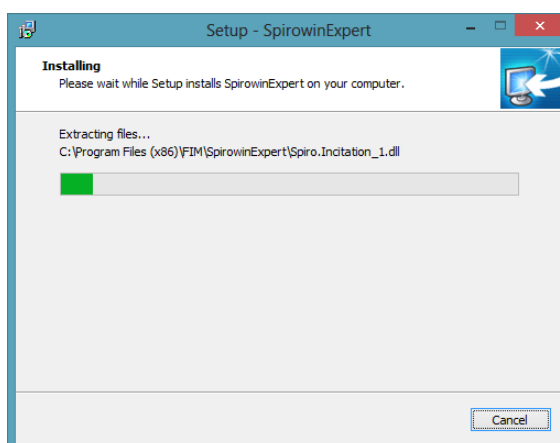 Setup - SpirowinExpert
Installing
Please wait while Setup installs SpirowinExpert on your computer.
Extracting files...
C:\Program Files (x86)\FIM\SpirowinExpert\Spiro.Incitation_1.dll
Cancel